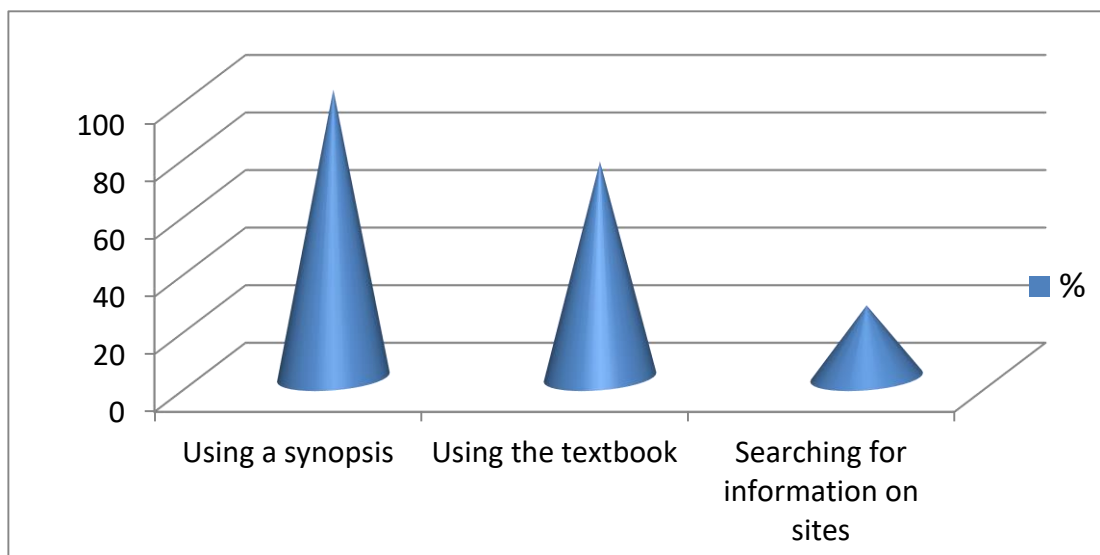 100
80
60
40
20
0
%
Using a synopsis
Using the textbook
Searching for
information on
sites